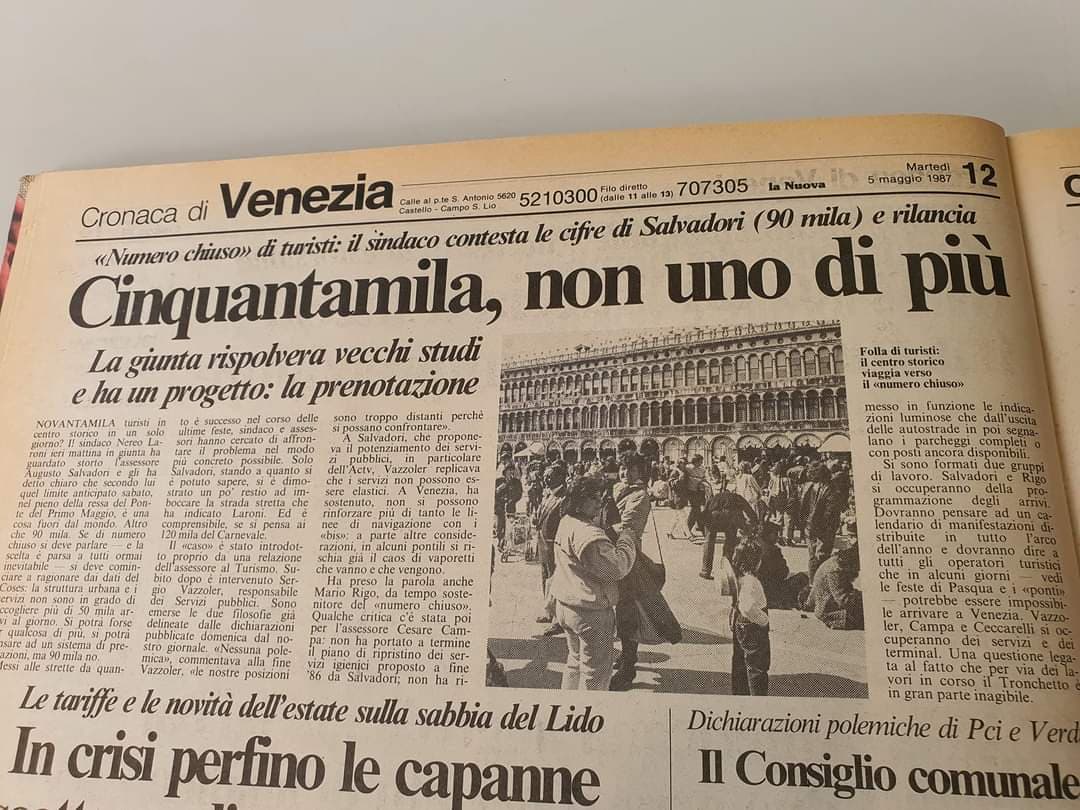 Cronaca di Venezia
Calle al p.te S. Antonio 5620
Castello - Campo S. Lio
5210300
Filo diretto
(dalle 11 alle 13)
707305
la Nuova
Martedì
5 maggio 1987
12
«Numero chiuso» di turisti: il sindaco contesta le cifre di Salvadori (90 mila) e rilancia
Cinquantamila, non uno di più
La giunta rispolvera vecchi studi
e ha un progetto: la prenotazione
NOVANTAMILA turisti in
centro storico in un solo
giorno? Il sindaco Nereo La-
roni ieri mattina in giunta ha
guardato storto l'assessore
Augusto Salvadori e gli ha
detto chiaro che secondo lui
quel limite anticipato sabato,
nel pieno della ressa del Pon-
te del Primo Maggio, è una
cosa fuori dal mondo. Altro
che 90 mila. Se di numero
chiuso si deve parlare — e la
scelta è parsa a tutti ormai
inevitabile — si deve comin-
ciare a ragionare dai dati del
Coses: la struttura urbana e i
servizi non sono in grado di
ccogliere più di 50 mila ar-
vi al giorno. Si potrà forse
qualcosa di più, si potrà
nsare ad un sistema di pre-
azioni, ma 90 mila no.
Messi alle strette da quan-
to è successo nel corso delle
ultime feste, sindaco e asses-
sori hanno cercato di affron-
tare il problema nel modo
più concreto possibile. Solo
Salvadori, stando a quanto si
è potuto sapere, si è dimo-
strato un po' restio ad im-
boccare la strada stretta che
ha indicato Laroni. Ed è
comprensibile, se si pensa ai
120 mila del Carnevale.
Il «caso» è stato introdot-
to proprio da una relazione
dell'assessore al Turismo. Su-
bito dopo è intervenuto Ser-
gio Vazzoler, responsabile
dei Servizi pubblici. Sono
emerse le due filosofie già
delineate dalle dichiarazioni
pubblicate domenica dal no-
stro giornale. «Nessuna pole-
mica», commentava alla fine
Vazzoler, «le nostre posizioni
sono troppo distanti perchè
si possano confrontare».
A Salvadori, che propone-
va il potenziamento dei servi-
zi pubblici, in particolare
dell'Actv, Vazzoler replicava
che i servizi non possono es-
sere elastici. A Venezia, ha
sostenuto, non si possono
rinforzare più di tanto le li-
nee di navigazione con i
«bis»: a parte altre conside-
razioni, in alcuni pontili si ri-
schia già il caos di vaporetti
che vanno e che vengono.
Ha preso la parola anche
Mario Rigo, da tempo soste-
nitore del «numero chiuso».
Qualche critica c'è stata poi
per l'assessore Cesare Cam-
pa: non ha portato a termine
il piano di ripristino dei ser-
vizi igienici proposto a fine
'86 da Salvadori; non ha ri-
Folla di turisti:
il centro storico
viaggia verso
il «numero chiuso»
messo in funzione le indica-
zioni luminose che dall'uscita
delle autostrade in poi segna-
lano i parcheggi completi o
con posti ancora disponibili.
Si sono formati due gruppi
di lavoro. Salvadori e Rigo
si occuperanno della pro-
grammazione degli arrivi.
Dovranno pensare ad un ca-
lendario di manifestazioni di-
stribuite in tutto l'arco
dell'anno e dovranno dire a
tutti gli operatori turistici
che in alcuni giorni — vedi
le feste di Pasqua e i «ponti»
— potrebbe essere impossibi-
le arrivare a Venezia. Vazzo-
ler, Campa e Ceccarelli si oc-
cuperanno dei servizi e dei
terminal. Una questione lega-
ta al fatto che per via dei la-
vori in corso il Tronchetto è
in gran parte inagibile.
Le tariffe e le novità dell'estate sulla sabbia del Lido
In crisi perfino le capanne
Dichiarazioni polemiche di Pci e Verd
Il Consiglio comunale